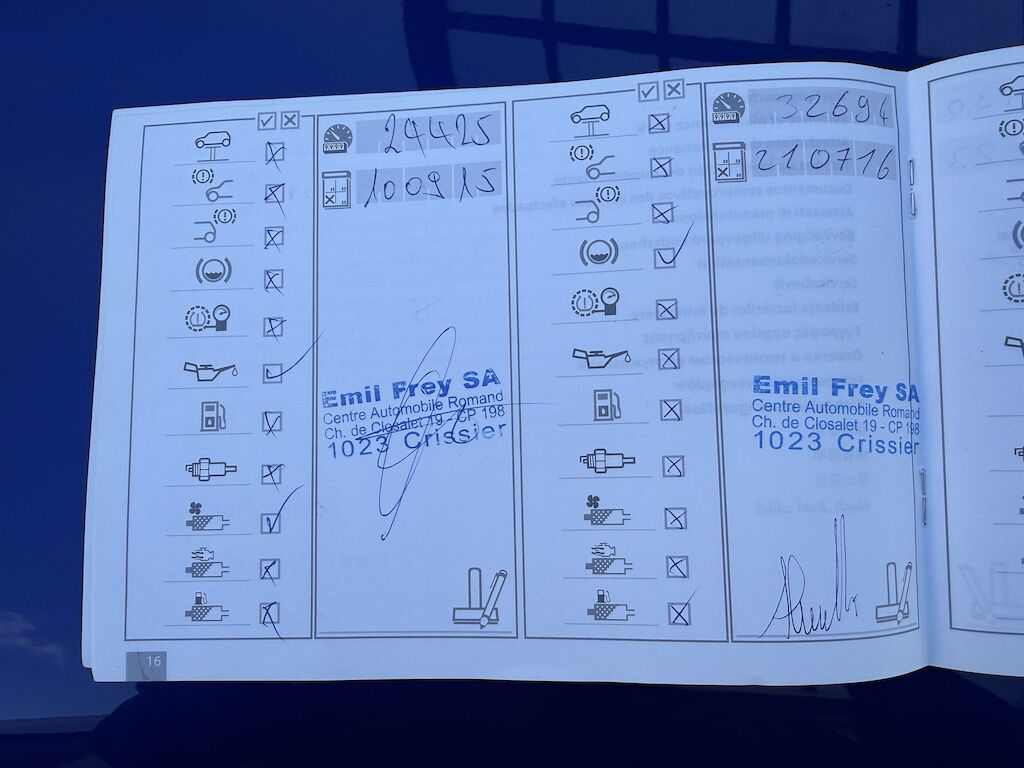 24425
100915
Emil Frey SA
Centre Automobile Romand
Ch. de Closalet 19 - CP 198
1023 Crissier
32694
210716
Emil Frey SA
Centre Automobile Romand
Ch. de Closalet 19 - CP 198
1023 Crissier
16